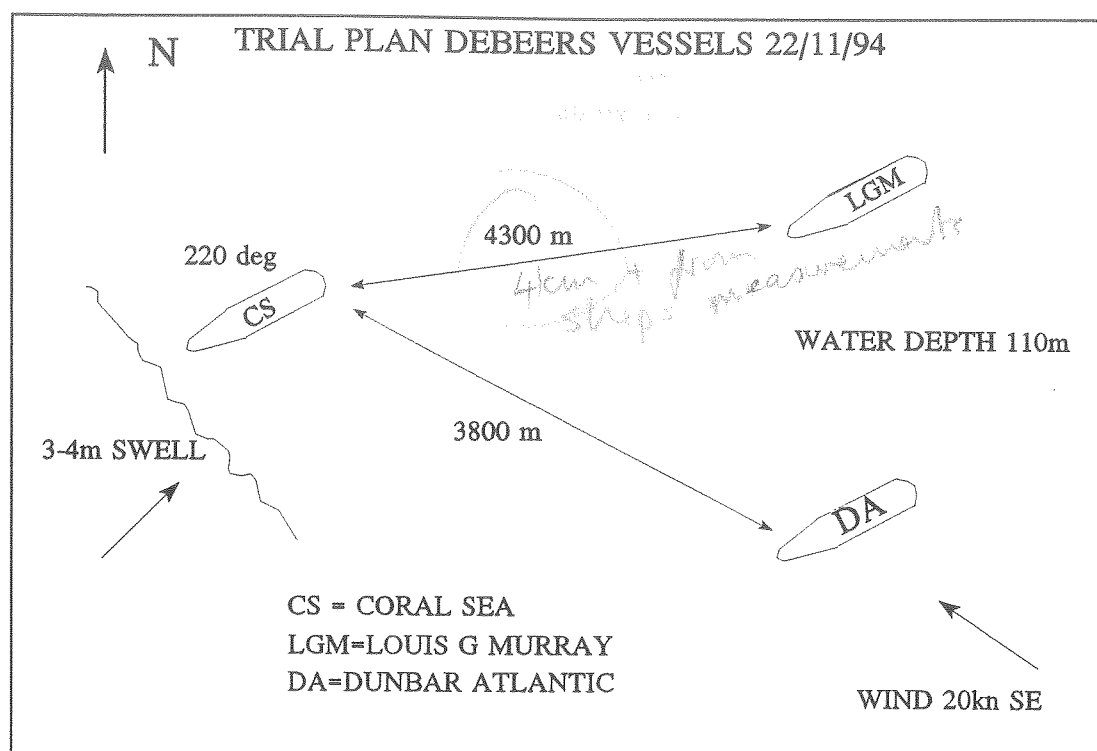 N
TRIAL PLAN DEBEERS VESSELS 22/11/94
LGM
4300 m
220 deg
4km + from
ships measurements
CS
WATER DEPTH 110m
3800 m
3-4m SWELL
DA
CS = CORAL SEA
LGM=LOUIS G MURRAY
DA=DUNBAR ATLANTIC
WIND 20kn SE